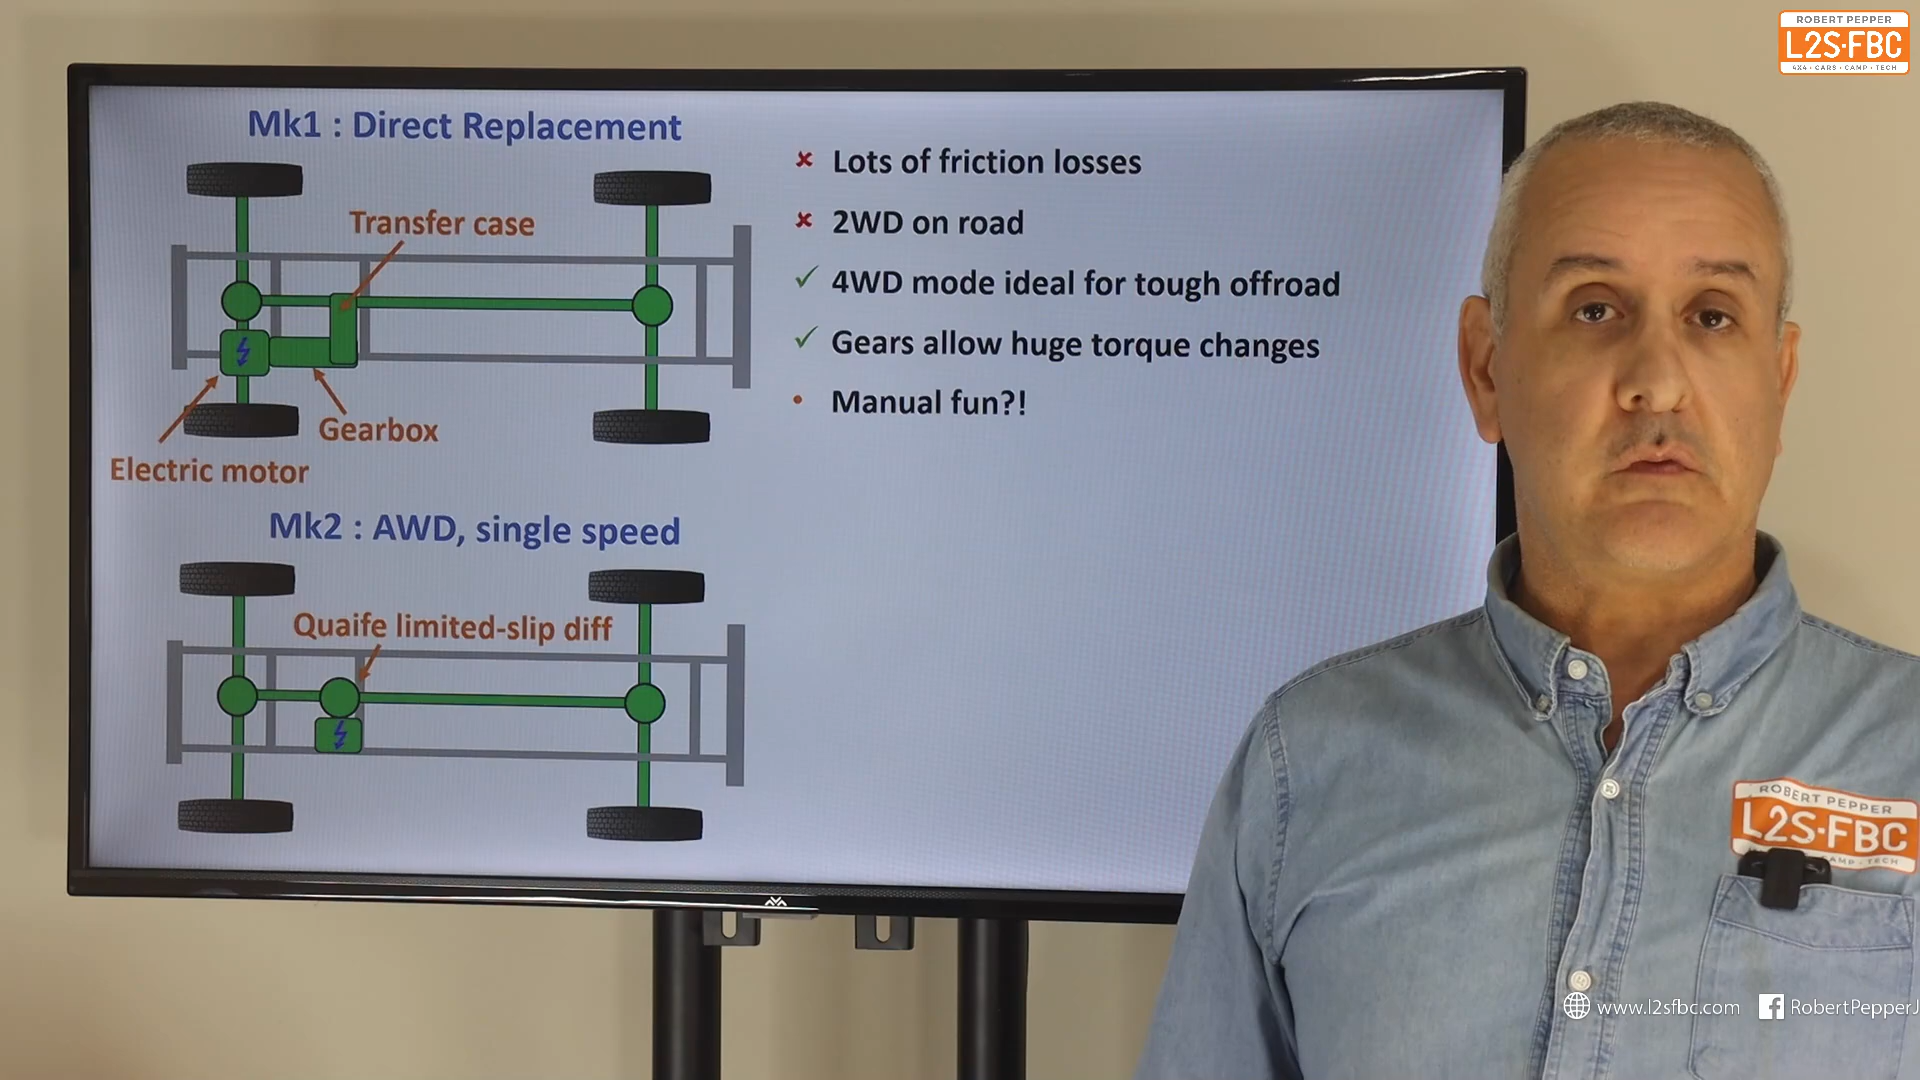 ROBERT PEPPER
L2S·FBC
4X4 · CARS · CAMP · TECH
Mk1 : Direct Replacement
Transfer case
Gearbox
Electric motor
✘ Lots of friction losses
✘ 2WD on road
✓ 4WD mode ideal for tough offroad
✓ Gears allow huge torque changes
• Manual fun?!
Mk2 : AWD, single speed
Quaife limited-slip diff
ROBERT PEPPER
L2S·FBC
CAMP · TECH
www.l2sfbc.com RobertPepperJ